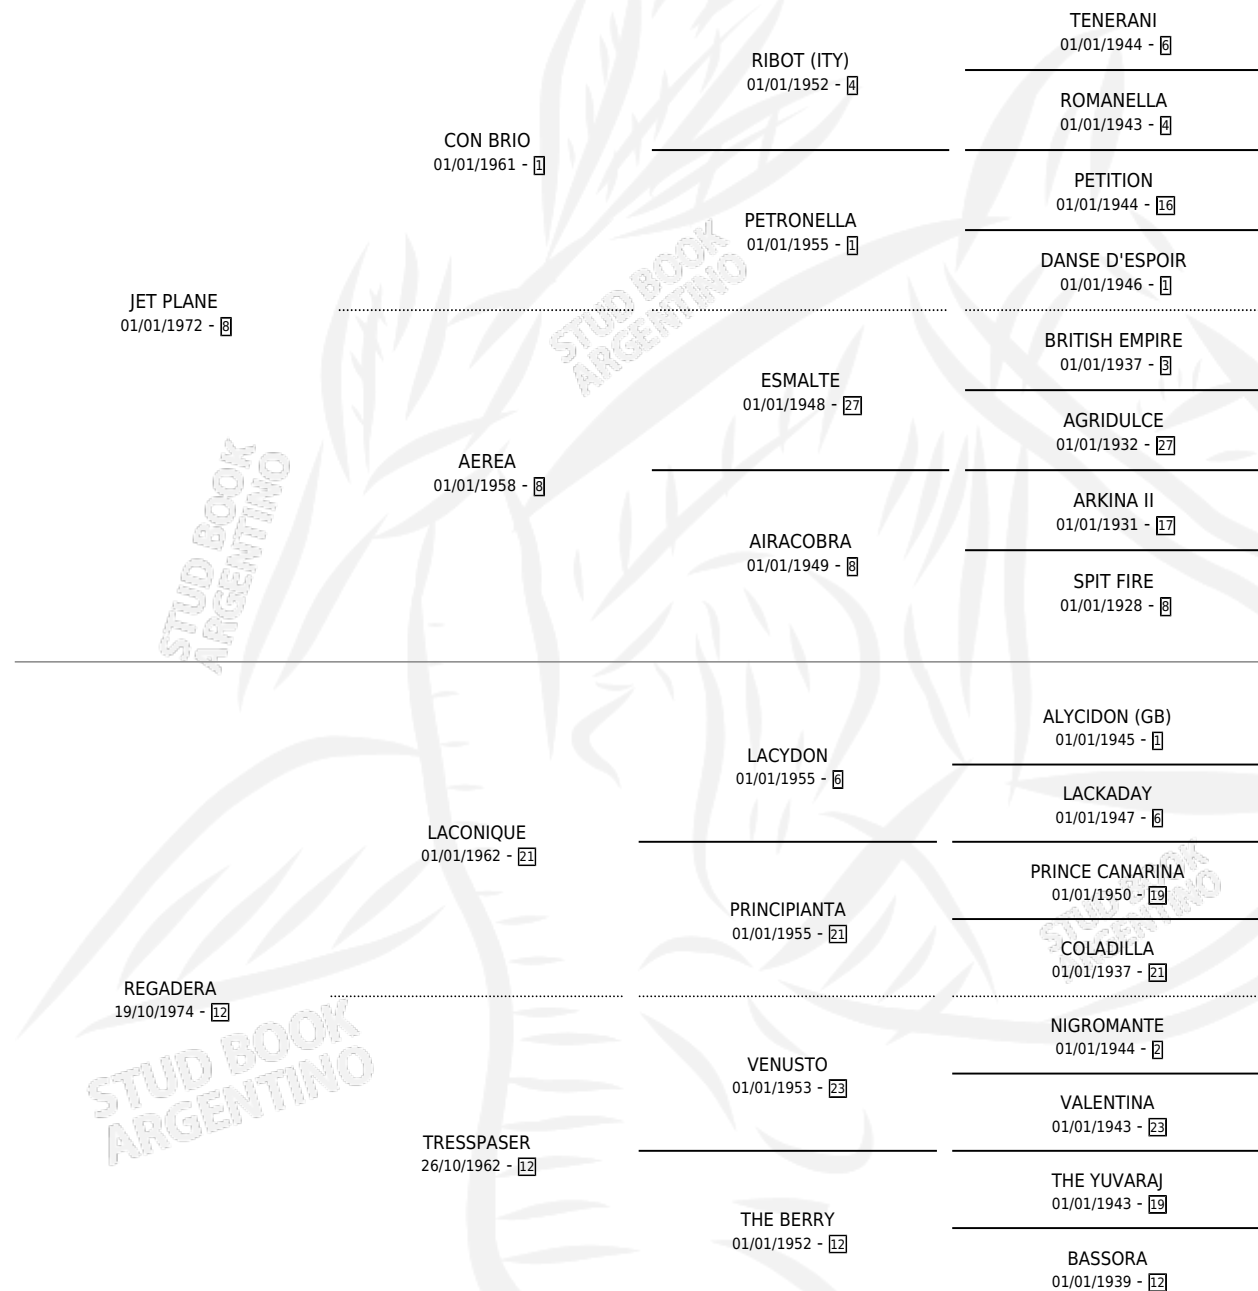 TENERANI
01/01/1944 - 6
RIBOT (ITY)
01/01/1952 - 4
ROMANELLA
01/01/1943 - 4
CON BRIO
01/01/1961 - 1
PETITION
01/01/1944 - 16
PETRONELLA
01/01/1955 - 1
DANSE D'ESPOIR
01/01/1946 - 1
JET PLANE
01/01/1972 - 8
BRITISH EMPIRE
01/01/1937 - 3
ESMALTE
01/01/1948 - 27
AGRIDULCE
01/01/1932 - 27
AEREA
01/01/1958 - 8
ARKINA II
01/01/1931 - 17
AIRACOBRA
01/01/1949 - 8
SPIT FIRE
01/01/1928 - 8
ALYCIDON (GB)
01/01/1945 - 1
LACYDON
01/01/1955 - 6
LACKADAY
01/01/1947 - 6
LACONIQUE
01/01/1962 - 21
PRINCE CANARINA
01/01/1950 - 19
PRINCIPIANTA
01/01/1955 - 21
COLADILLA
01/01/1937 - 21
REGADERA
19/10/1974 - 12
NIGROMANTE
01/01/1944 - 2
VENUSTO
01/01/1953 - 23
VALENTINA
01/01/1943 - 23
TRESSPASER
26/10/1962 - 12
THE YUVARAJ
01/01/1943 - 19
THE BERRY
01/01/1952 - 12
BASSORA
01/01/1939 - 12
STUD BOOK
ARGENTINO
STUD BOOK
ARGENTINO
STUD BOOK
ARGENTINO
STUD BOOK
ARGENTINO